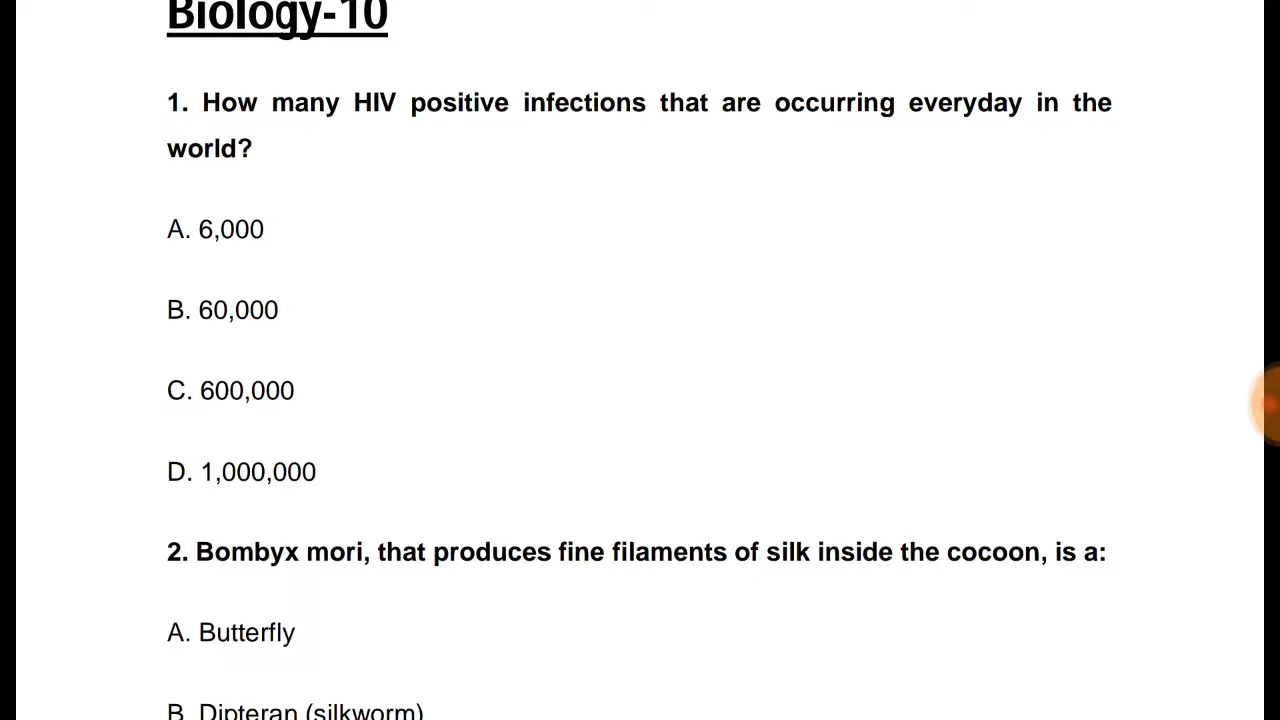 Biology-10
1. How many HIV positive infections that are occurring everyday in the
world?
A. 6,000
B. 60,000
C. 600,000
D. 1,000,000
2. Bombyx mori, that produces fine filaments of silk inside the cocoon, is a:
A. Butterfly
B. Dipteran (silkworm)